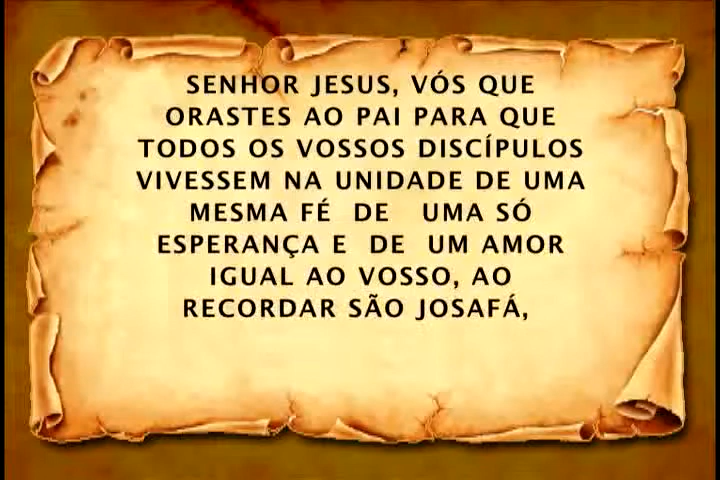 SENHOR JESUS, VÓS QUE
ORASTES AO PAI PARA QUE
TODOS OS VOSSOS DISCÍPULOS
VIVESSEM NA UNIDADE DE UMA
MESMA FÉ DE UMA SÓ
ESPERANÇA E DE UM AMOR
IGUAL AO VOSSO, AO
RECORDAR SÃO JOSAFÁ,